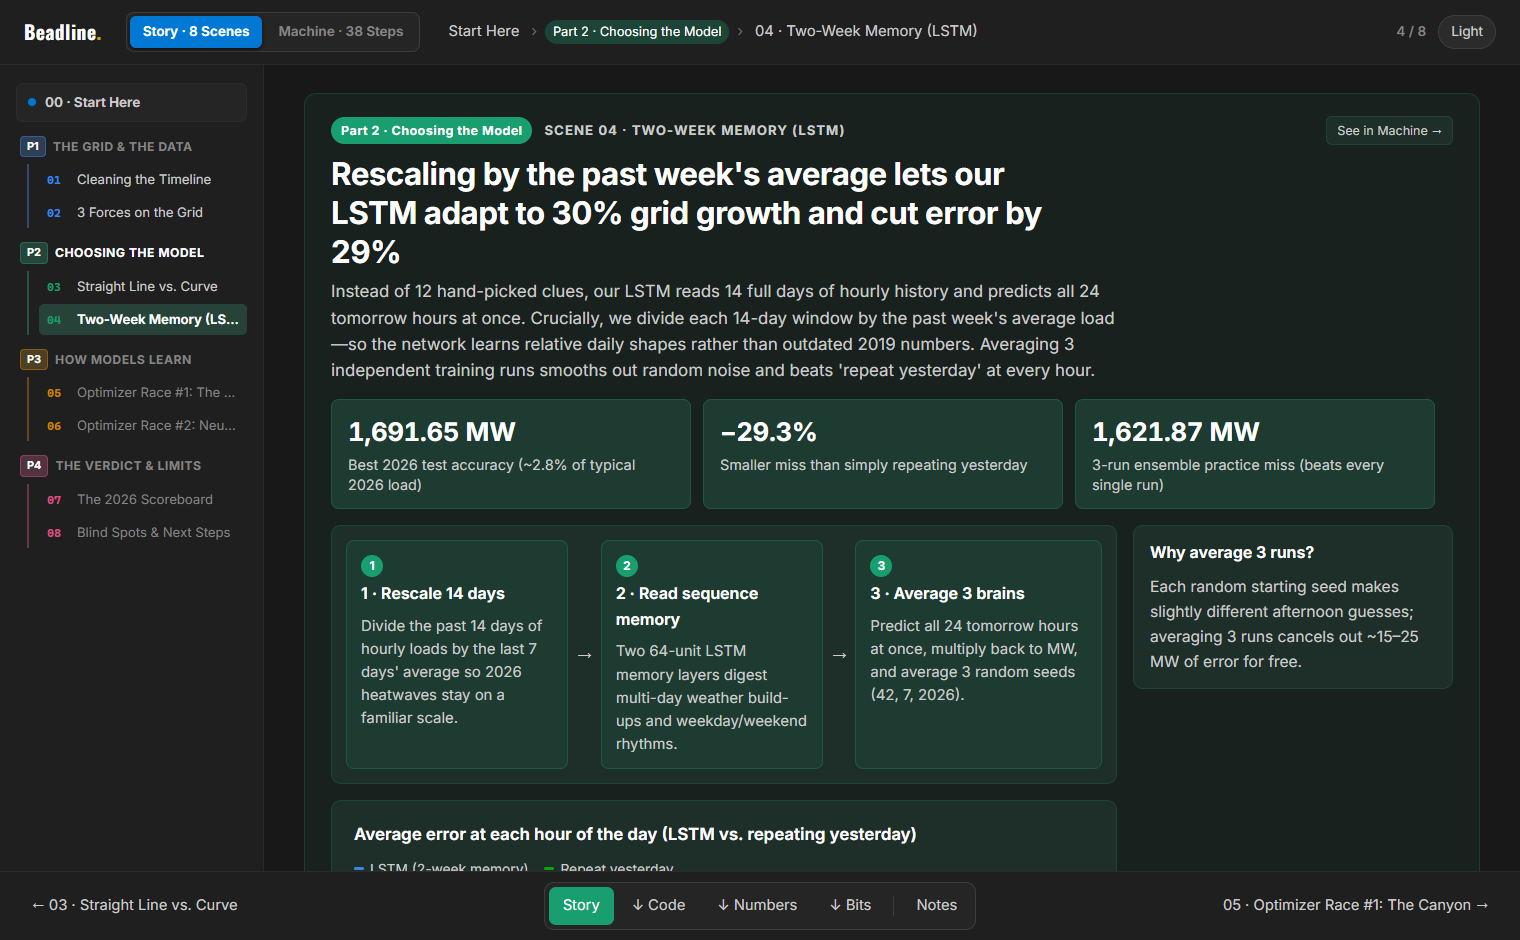 Beadline.
Story · 8 Scenes
Machine · 38 Steps
Start Here › Part 2 · Choosing the Model › 04 · Two-Week Memory (LSTM)
4 / 8
Light
00 · Start Here
P1 THE GRID & THE DATA
01 Cleaning the Timeline
02 3 Forces on the Grid
P2 CHOOSING THE MODEL
03 Straight Line vs. Curve
04 Two-Week Memory (LS...
P3 HOW MODELS LEARN
05 Optimizer Race #1: The ...
06 Optimizer Race #2: Neu...
P4 THE VERDICT & LIMITS
07 The 2026 Scoreboard
08 Blind Spots & Next Steps
Part 2 · Choosing the Model
SCENE 04 · TWO-WEEK MEMORY (LSTM)
See in Machine →
Rescaling by the past week's average lets our
LSTM adapt to 30% grid growth and cut error by
29%
Instead of 12 hand-picked clues, our LSTM reads 14 full days of hourly history and predicts all 24
tomorrow hours at once. Crucially, we divide each 14-day window by the past week's average load
—so the network learns relative daily shapes rather than outdated 2019 numbers. Averaging 3
independent training runs smooths out random noise and beats 'repeat yesterday' at every hour.
1,691.65 MW
Best 2026 test accuracy (~2.8% of typical
2026 load)
−29.3%
Smaller miss than simply repeating yesterday
1,621.87 MW
3-run ensemble practice miss (beats every
single run)
1
1 · Rescale 14 days
Divide the past 14 days of
hourly loads by the last 7
days' average so 2026
heatwaves stay on a
familiar scale.
→
2
2 · Read sequence
memory
Two 64-unit LSTM
memory layers digest
multi-day weather build-
ups and weekday/weekend
rhythms.
→
3
3 · Average 3 brains
Predict all 24 tomorrow hours
at once, multiply back to MW,
and average 3 random seeds
(42, 7, 2026).
Why average 3 runs?
Each random starting seed makes
slightly different afternoon guesses;
averaging 3 runs cancels out ~15–25
MW of error for free.
Average error at each hour of the day (LSTM vs. repeating yesterday)
LSTM (2-week memory) Repeat yesterday
← 03 · Straight Line vs. Curve
Story
↓ Code
↓ Numbers
↓ Bits
Notes
05 · Optimizer Race #1: The Canyon →